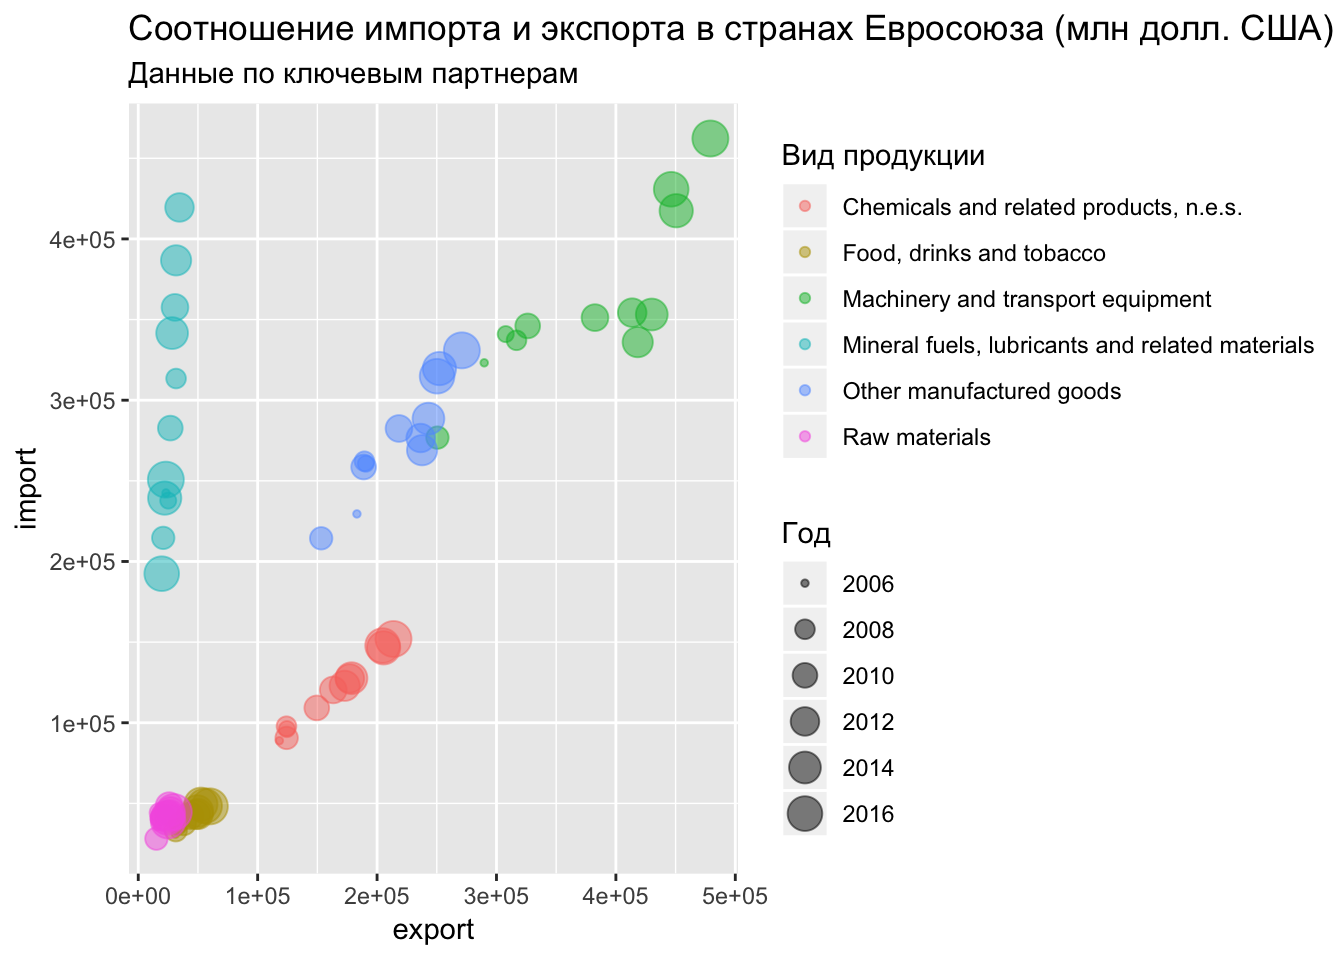 Соотношение импорта и экспорта в странах Евросоюза (млн долл. США)
Данные по ключевым партнерам
import
4e+05
3e+05
2e+05
1e+05
0e+00 1e+05 2e+05 3e+05 4e+05 5e+05
export
Вид продукции
Chemicals and related products, n.e.s.
Food, drinks and tobacco
Machinery and transport equipment
Mineral fuels, lubricants and related materials
Other manufactured goods
Raw materials
Год
2006
2008
2010
2012
2014
2016